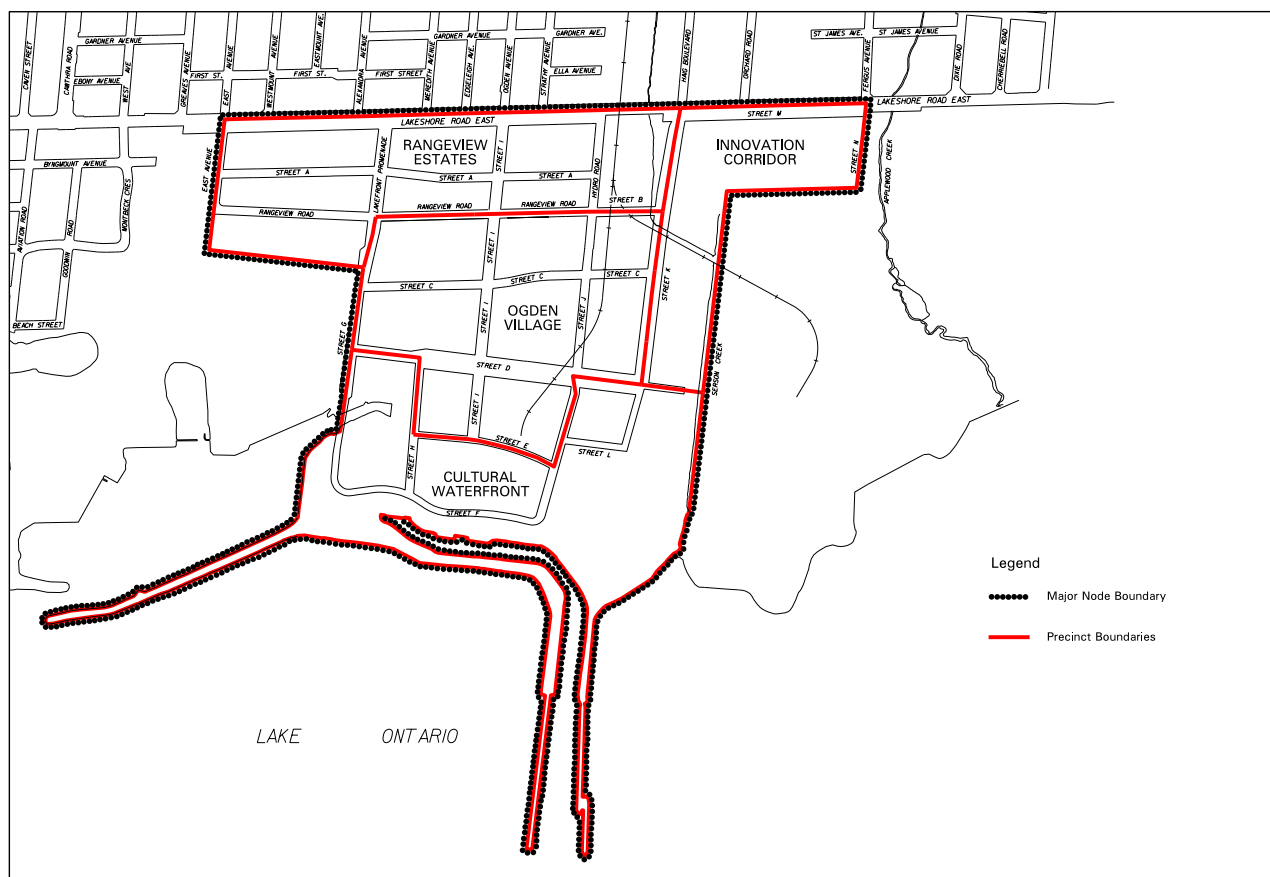 CAVEN STREET
CAWTHRA ROAD
WEST AVE
GREAVES AVENUE
EAST AVENUE
WESTMOUNT AVENUE
EASTMOUNT AVE.
ALEXANDRA AVENUE
MEREDITH AVENUE
EDGELEIGH AVE.
OGDEN AVENUE
STRATHY AVENUE
HAIG BOULEVARD
ORCHARD ROAD
FERGUS AVENUE
DIXIE ROAD
CHERRIEBELL ROAD
GARDNER AVENUE
GARDNER AVENUE
GARDNER AVE.
ST JAMES AVE.
ST JAMES AVENUE
EBONY AVENUE
FIRST ST.
FIRST ST.
FIRST STREET
ELLA AVENUE
LAKESHORE ROAD EAST
LAKESHORE ROAD EAST
STREET M
RANGEVIEW
ESTATES
INNOVATION
CORRIDOR
STREET I
STREET N
APPLEWOOD CREEK
BYNGMOUNT AVENUE
MONTBECK CRES
AVIATION ROAD
GOODWIN
ROAD
BEACH STREET
EAST AVENUE
STREET A
STREET A
STREET A
LAKEFRONT PROMENADE
HYDRO ROAD
STREET B
RANGEVIEW ROAD
RANGEVIEW ROAD
RANGEVIEW ROAD
STREET I
STREET C
STREET C
STREET C
STREET K
STREET I
OGDEN
VILLAGE
STREET J
STREET G
STREET D
SERSON CREEK
STREET I
STREET E
STREET H
STREET L
CULTURAL
WATERFRONT
STREET F
Legend
Major Node Boundary
Precinct Boundaries
LAKE ONTARIO